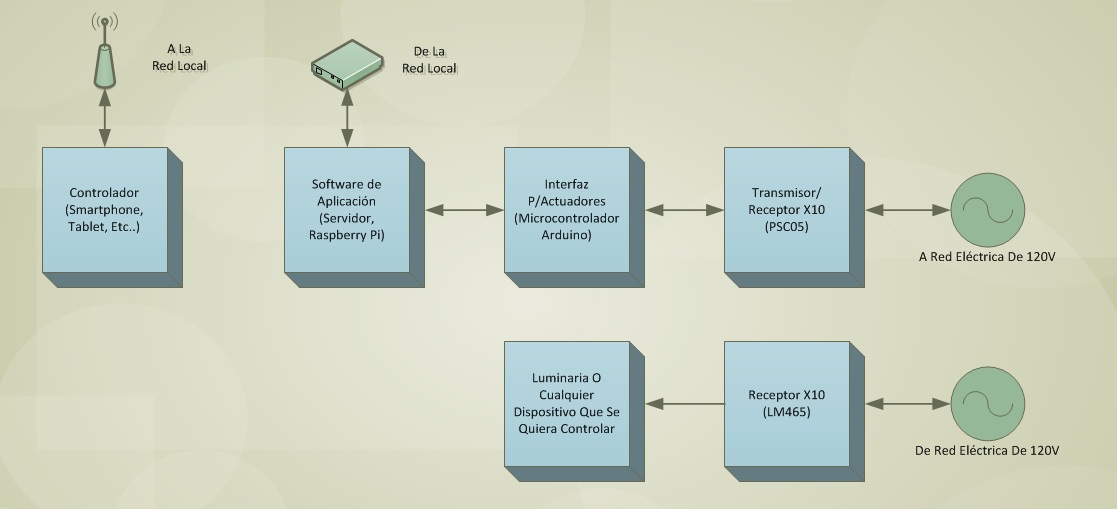 A La
Red Local
De La
Red Local
Controlador
(Smartphone,
Tablet, Etc..)
Software de
Aplicación
(Servidor,
Raspberry Pi)
Interfaz
P/Actuadores
(Microcontrolador
Arduino)
Transmisor/
Receptor X10
(PSC05)
A Red Eléctrica De 120V
Luminaria O
Cualquier
Dispositivo Que Se
Quiera Controlar
Receptor X10
(LM465)
De Red Eléctrica De 120V